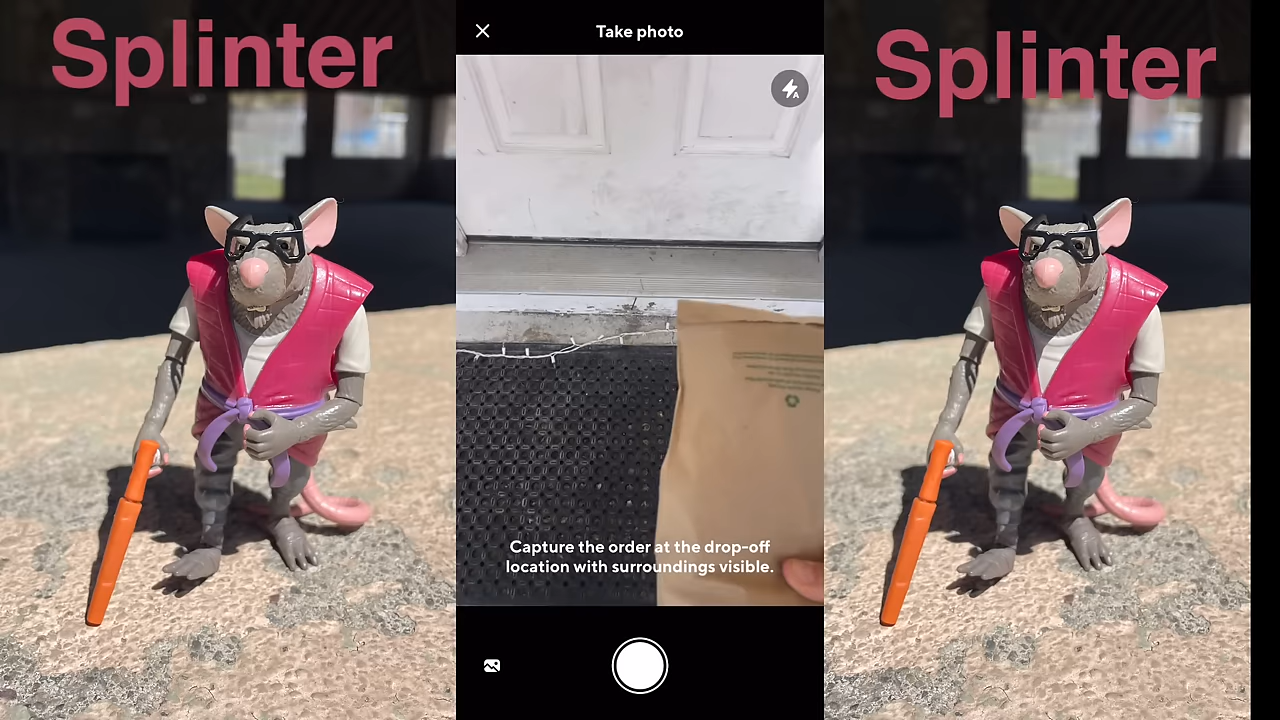 Splinter
Take photo
Capture the order at the drop-off
location with surroundings visible.
Splinter